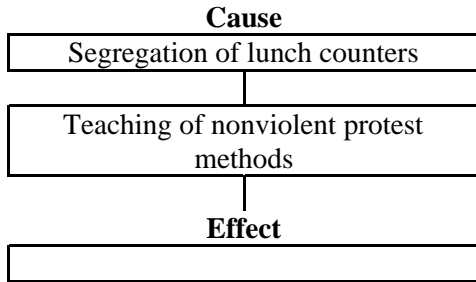 Cause
Segregation of lunch counters
Teaching of nonviolent protest
methods
Effect